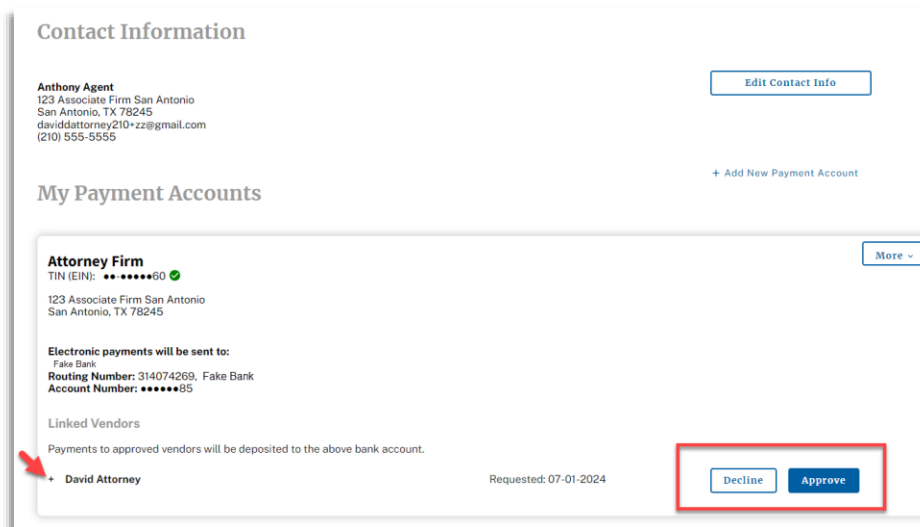 Contact Information
Anthony Agent
123 Associate Firm San Antonio
San Antonio, TX 78245
daviddattorney210+zz@gmail.com
(210) 555-5555
Edit Contact Info
+ Add New Payment Account
My Payment Accounts
Attorney Firm
More
TIN (EIN): ●●-●●●●●60
123 Associate Firm San Antonio
San Antonio, TX 78245
Electronic payments will be sent to:
Fake Bank
Routing Number: 314074269, Fake Bank
Account Number: ●●●●●●85
Linked Vendors
Payments to approved vendors will be deposited to the above bank account.
+ David Attorney Requested: 07-01-2024 Decline Approve